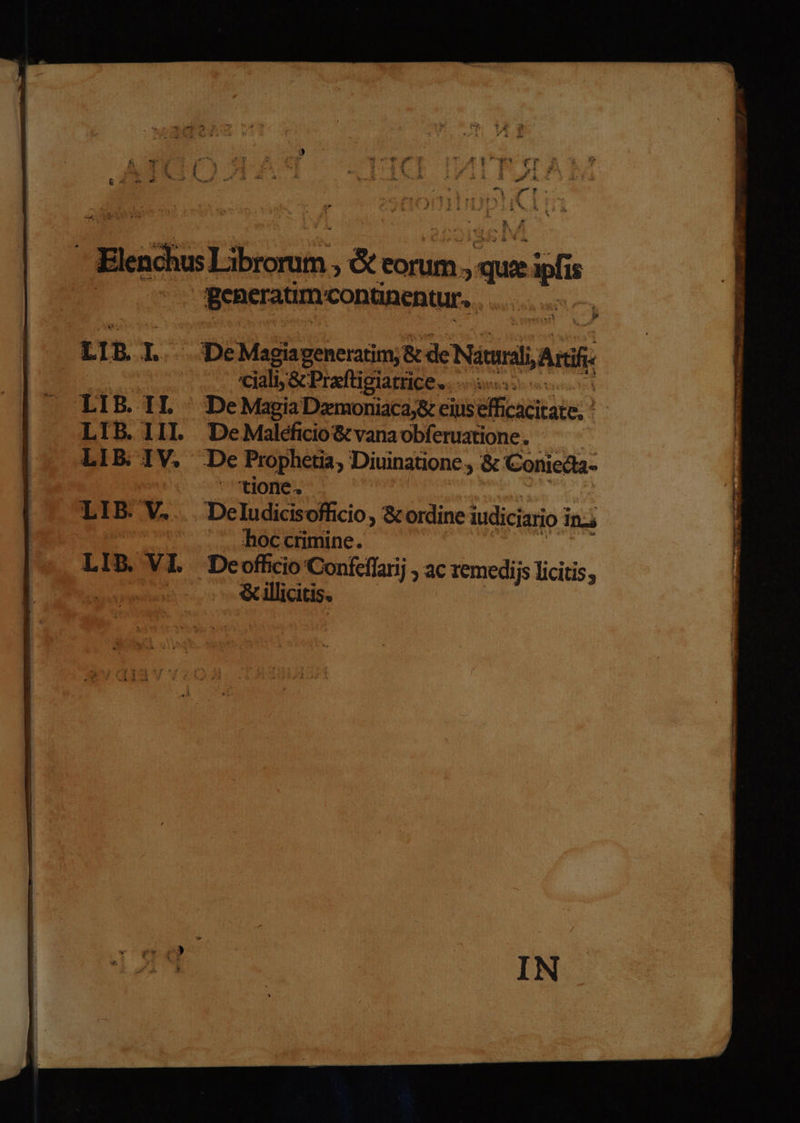 Elenchus Librorum, & eorum, quæ ipſis
generatim continentur.
LIB. I. De Magia generatim, & de Naturali, Artifi-
ciali, & Præſtigiatrice.
LIB. II. De Magia Dæmoniaca, & eius efficacitate.
LIB. III. De Maleficio & vana obſeruatione.
LIB. IV. De Prophetia, Diuinatione, & Coniecta-
tione.
LIB. V. De Iudicis officio, & ordine iudiciario in
hoc crimine.
LIB. VI. De officio Confeſſarij, ac remedijs licitis,
& illicitis.
IN